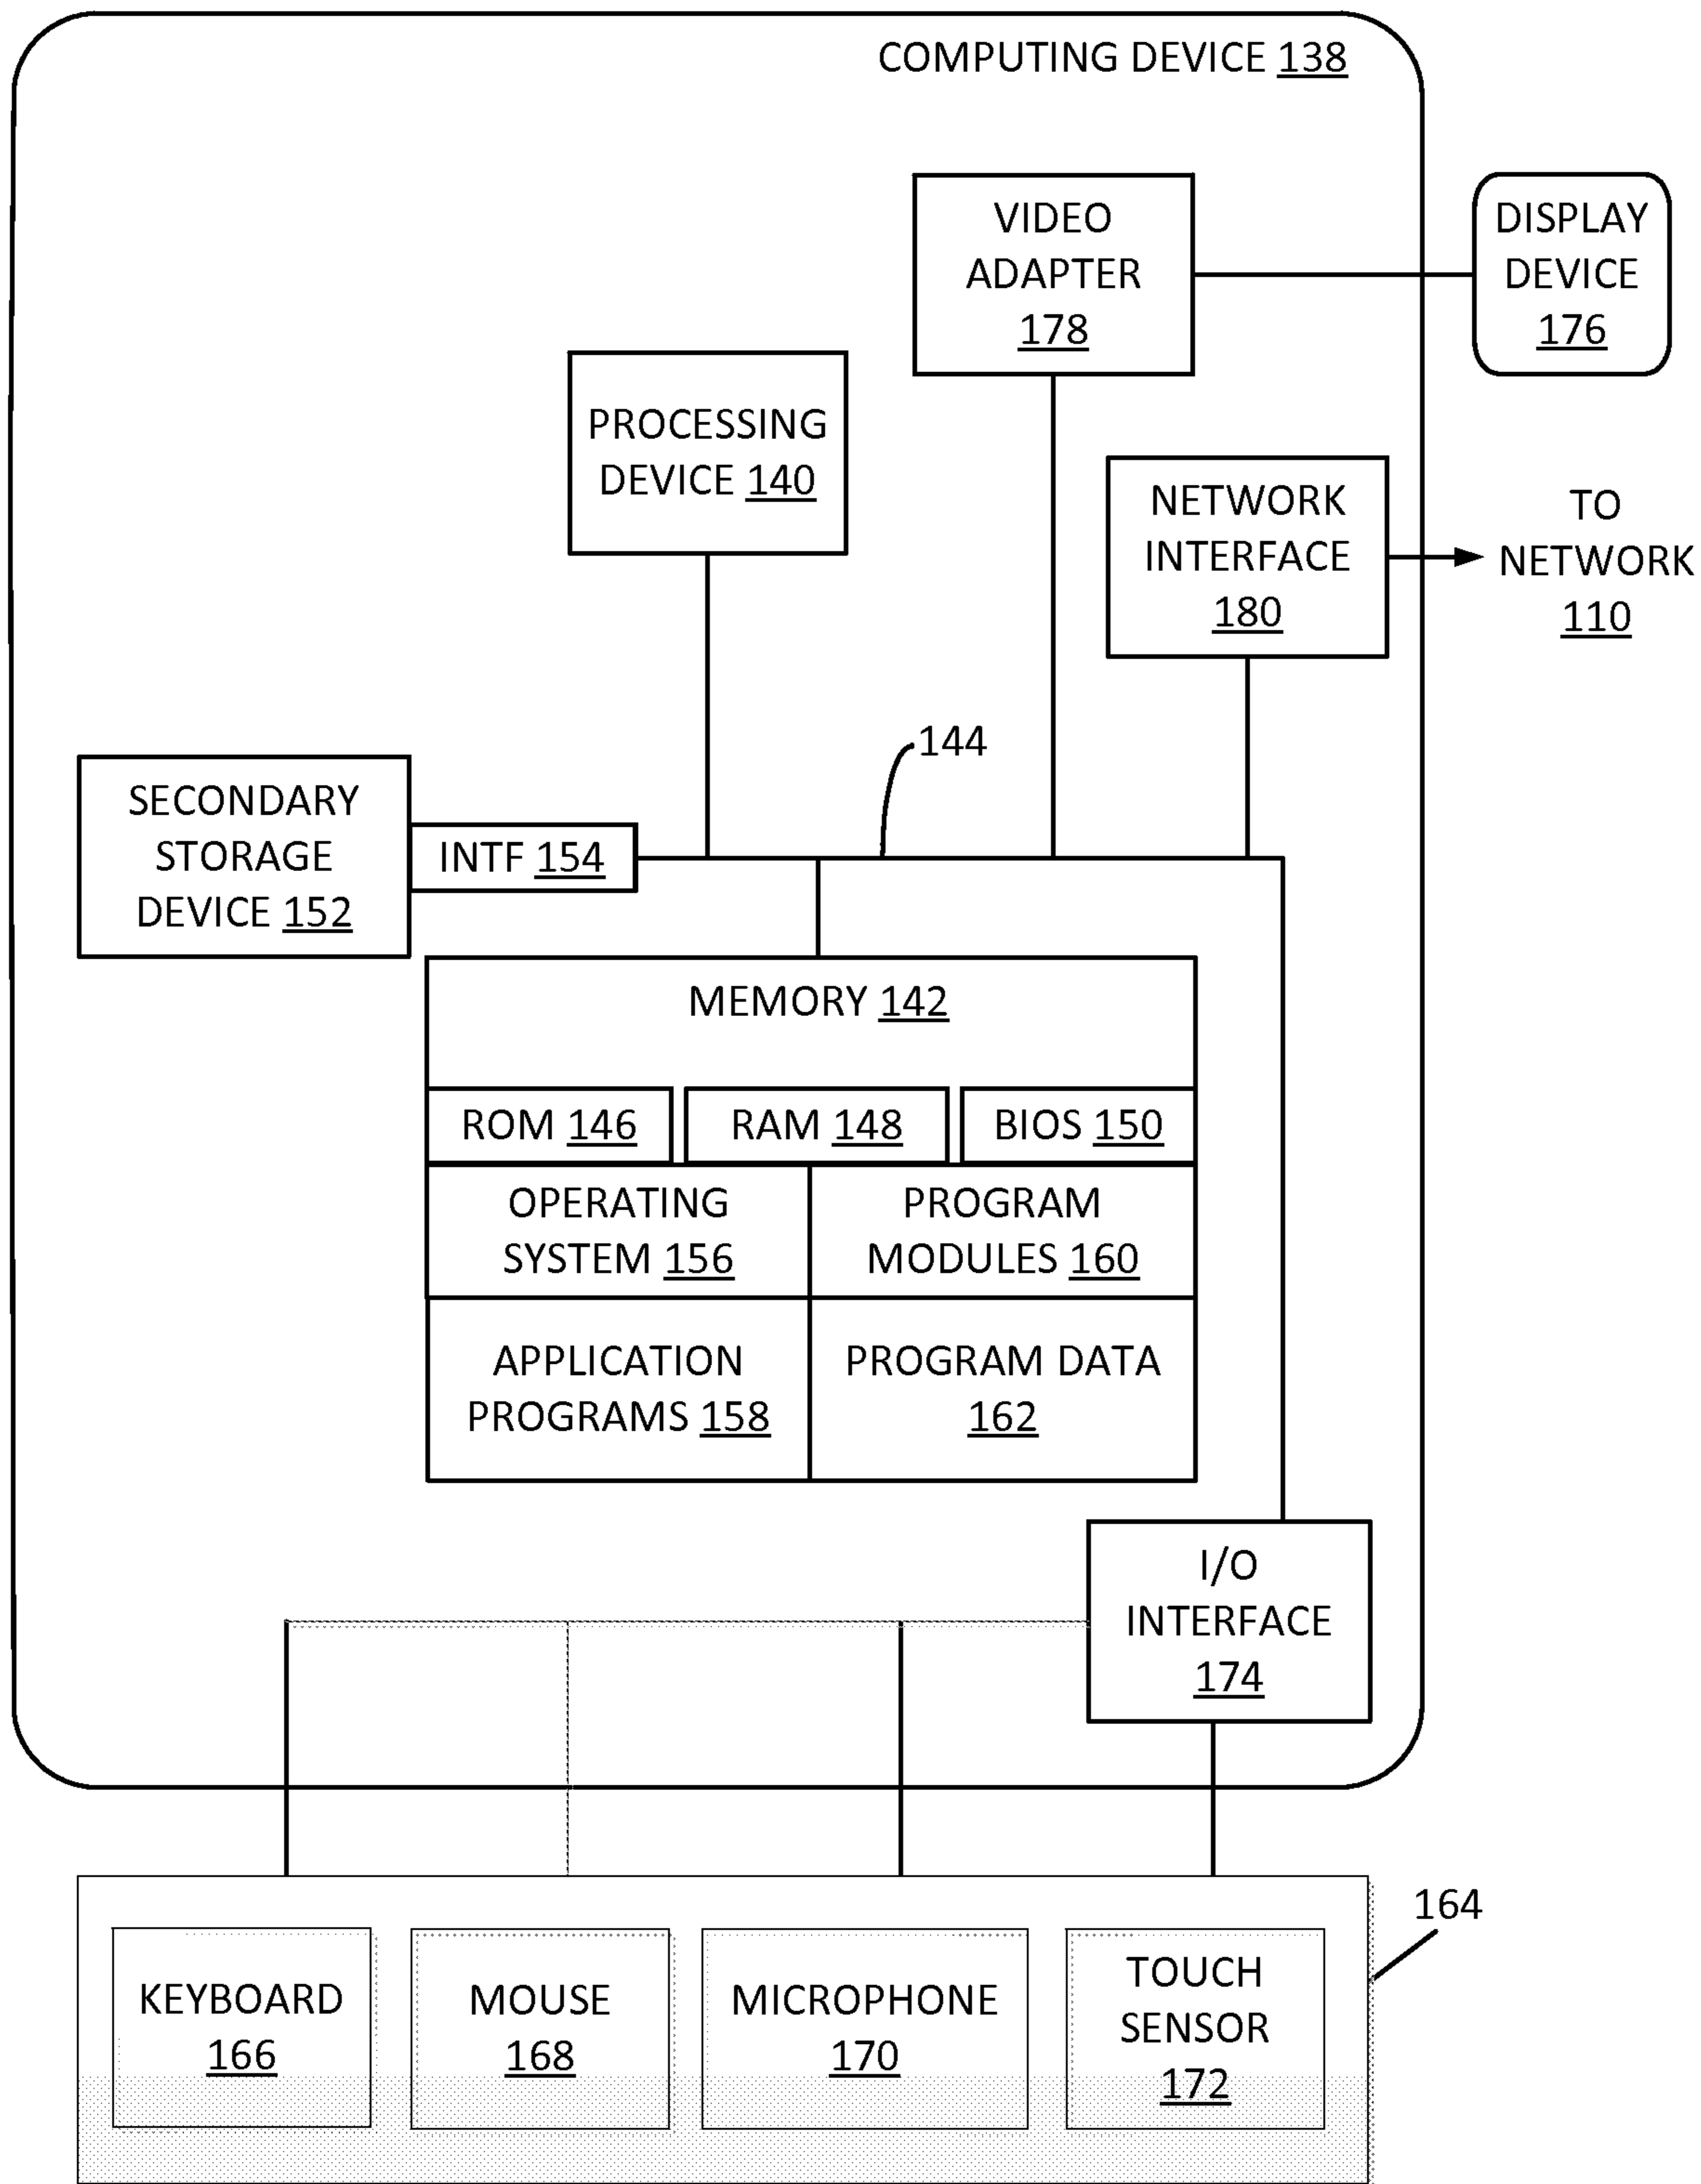 COMPUTING DEVICE 138
VIDEO
ADAPTER
178
DISPLAY
DEVICE
176
PROCESSING
DEVICE 140
NETWORK
INTERFACE
180
TO
NETWORK
110
144
SECONDARY
STORAGE
DEVICE 152
INTF 154
MEMORY 142
ROM 146
RAM 148
BIOS 150
OPERATING
SYSTEM 156
PROGRAM
MODULES 160
APPLICATION
PROGRAMS 158
PROGRAM DATA
162
I/O
INTERFACE
174
164
KEYBOARD
166
MOUSE
168
MICROPHONE
170
TOUCH
SENSOR
172